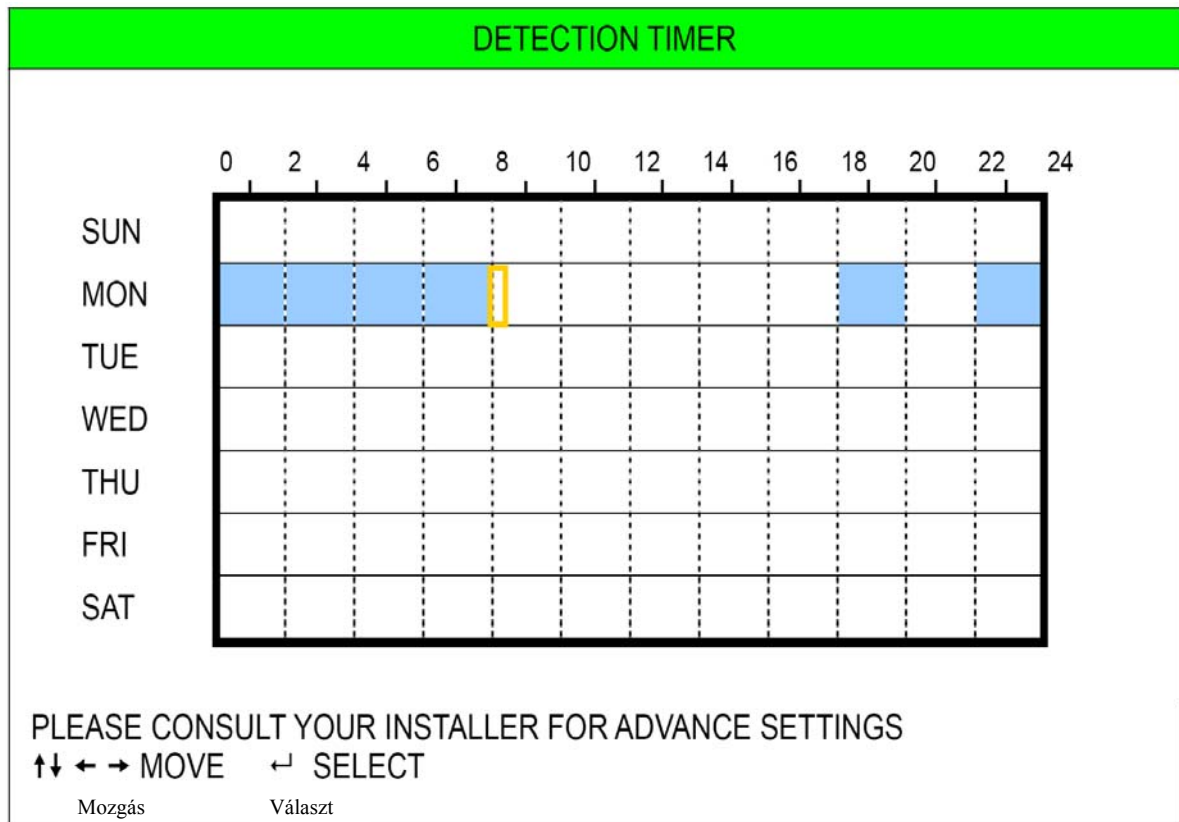 DETECTION TIMER
0 2 4 6 8 10 12 14 16 18 20 22 24
SUN
MON
TUE
WED
THU
FRI
SAT
PLEASE CONSULT YOUR INSTALLER FOR ADVANCE SETTINGS
↑↓ ← → MOVE ↵ SELECT
Mozgás Választ